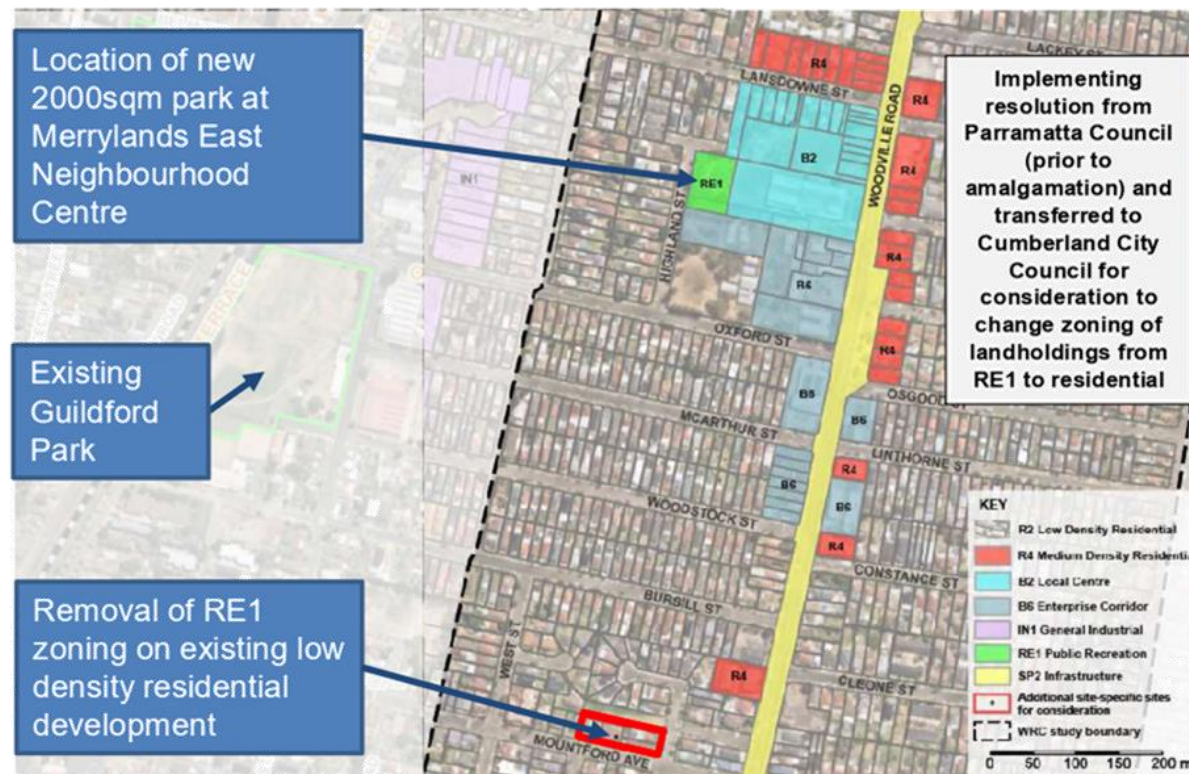 Location of new
2000sqm park at
Merrylands East
Neighbourhood
Centre
Existing
Guildford
Park
Removal of RE1
zoning on existing low
density residential
development
Implementing
resolution from
Parramatta Council
(prior to
amalgamation) and
transferred to
Cumberland City
Council for
consideration to
change zoning of
landholdings from
RE1 to residential
LACKEY ST
R4
LANSDOWNE ST
R4
B2
WOODVILLE ROAD
R4
IN1
RE1
HIGHLAND ST
R4
OXFORD ST
R4
TERRACE
OSGOOD ST
MCARTHUR ST
B6
LINTHORNE ST
R4
B6
B6
WOODSTOCK ST
R4
CONSTANCE ST
BURSILL ST
WEST ST
R4
CLEONE ST
MOUNTFORD AVE
KEY
R2 Low Density Residential
R4 Medium Density Residentia
B2 Local Centre
B6 Enterprise Corridor
IN1 General Industrial
RE1 Public Recreation
SP2 Infrastructure
Additional site-specific sites
for consideration
WRC study boundary
0 50 100 150 200 m